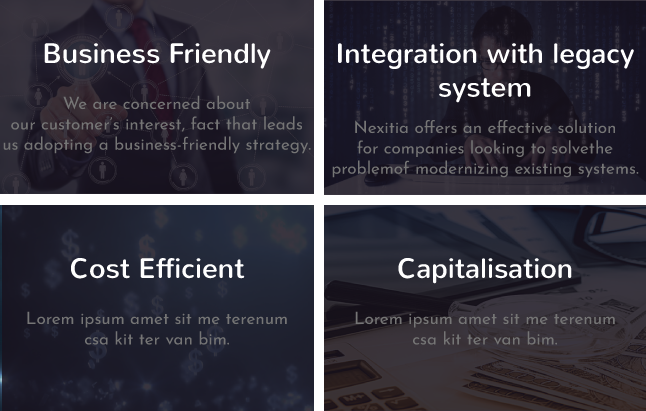 Business Friendly
We are concerned about
our customer's interest, fact that leads
us adopting a business-friendly strategy.
Integration with legacy
system
Nexitia offers an effective solution
for companies looking to solvethe
problemof modernizing existing systems.
Cost Efficient
Lorem ipsum amet sit me terenum
csa kit ter van bim.
Capitalisation
Lorem ipsum amet sit me terenum
csa kit ter van bim.